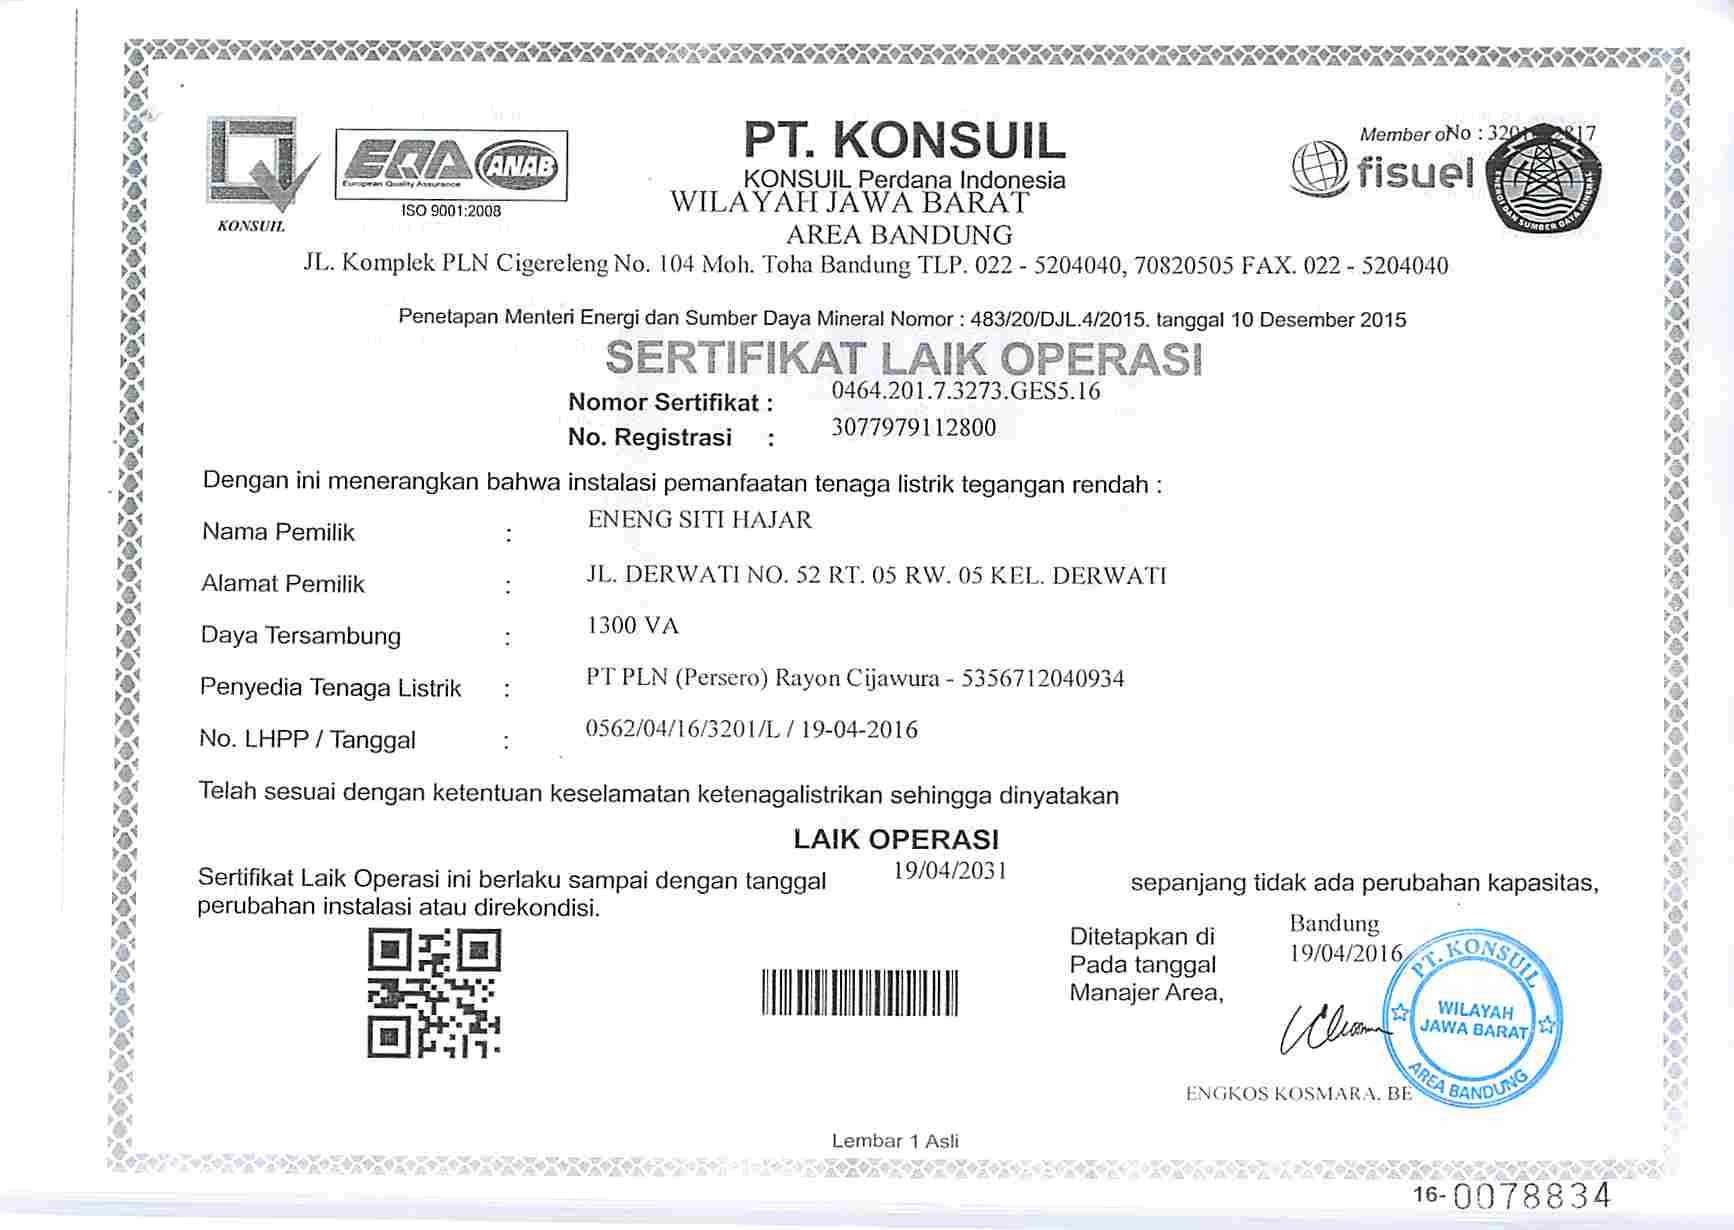 KONSUIL
EQA
European Quality Assurance
ANAB
ISO 9001:2008
PT. KONSUIL
KONSUIL Perdana Indonesia
WILAYAH JAWA BARAT
AREA BANDUNG
Member oNo :
fisuel
JL. Komplek PLN Cigereleng No. 104 Moh. Toha Bandung TLP. 022 - 5204040, 70820505 FAX. 022 - 5204040
Penetapan Menteri Energi dan Sumber Daya Mineral Nomor : 483/20/DJL.4/2015. tanggal 10 Desember 2015
SERTIFIKAT LAIK OPERASI
Nomor Sertifikat : 0464.201.7.3273.GES5.16
No. Registrasi : 3077979112800
Dengan ini menerangkan bahwa instalasi pemanfaatan tenaga listrik tegangan rendah :
Nama Pemilik : ENENG SITI HAJAR
Alamat Pemilik : JL. DERWATI NO. 52 RT. 05 RW. 05 KEL. DERWATI
Daya Tersambung : 1300 VA
Penyedia Tenaga Listrik : PT PLN (Persero) Rayon Cijawura - 5356712040934
No. LHPP / Tanggal : 0562/04/16/3201/L / 19-04-2016
Telah sesuai dengan ketentuan keselamatan ketenagalistrikan sehingga dinyatakan
LAIK OPERASI
Sertifikat Laik Operasi ini berlaku sampai dengan tanggal 19/04/2031 sepanjang tidak ada perubahan kapasitas,
perubahan instalasi atau direkondisi.
Ditetapkan di Bandung
Pada tanggal 19/04/2016
Manajer Area,
PT. KONSUIL
WILAYAH
JAWA BARAT
AREA BANDUNG
ENGKOS KOSMARA. BE
Lembar 1 Asli
16-0078834